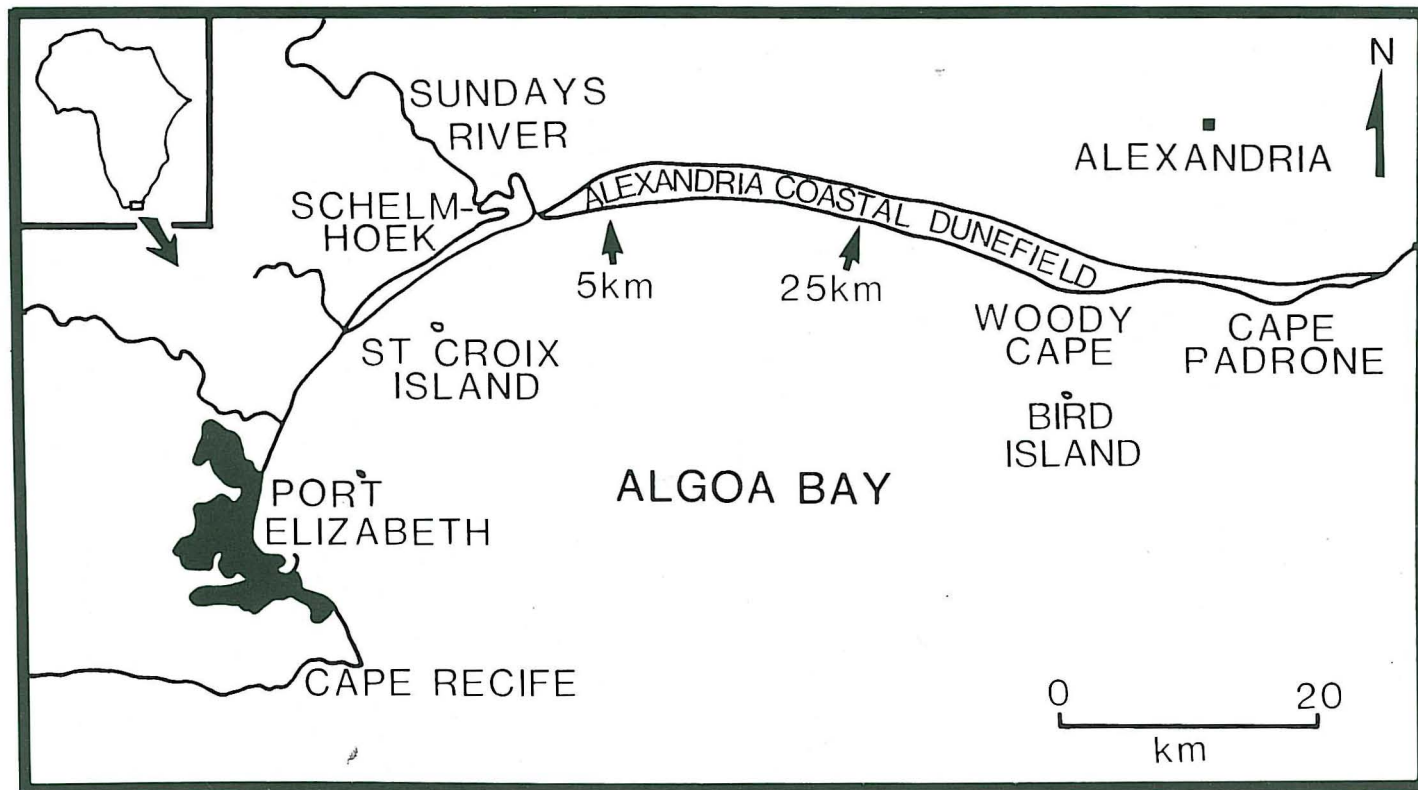 N
SUNDAYS
RIVER
ALEXANDRIA
SCHELM-
HOEK
ALEXANDRIA COASTAL DUNEFIELD
5km
25km
WOODY
CAPE
CAPE
PADRONE
ST CROIX
ISLAND
BIRD
ISLAND
ALGOA BAY
PORT
ELIZABETH
CAPE RECIFE
0 20
km